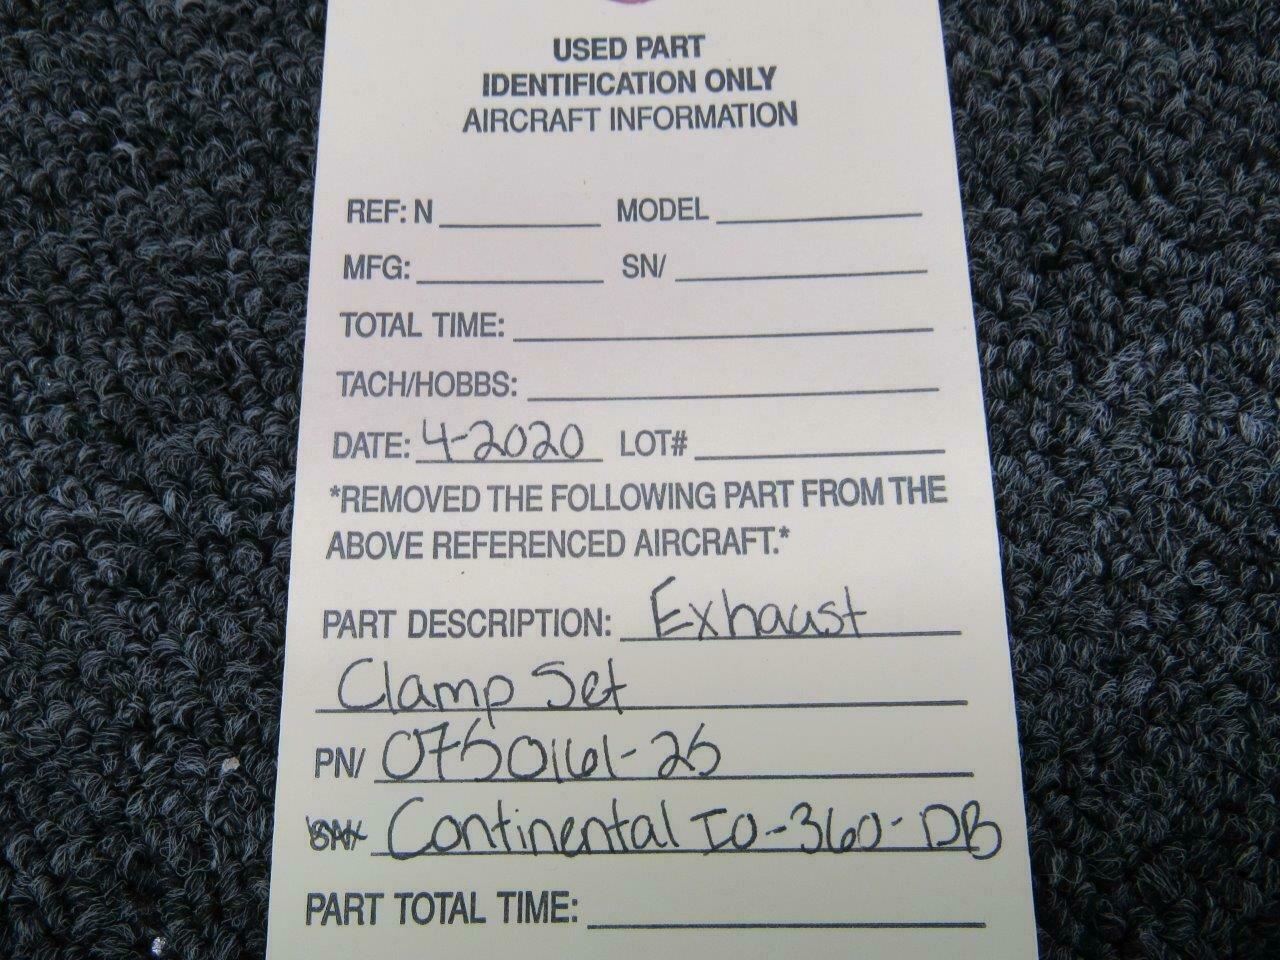 USED PART
IDENTIFICATION ONLY
AIRCRAFT INFORMATION
REF: N MODEL
MFG: SN/
TOTAL TIME:
TACH/HOBBS:
DATE: 4-2020 LOT#
*REMOVED THE FOLLOWING PART FROM THE
ABOVE REFERENCED AIRCRAFT.*
PART DESCRIPTION: Exhaust
Clamp Set
PN/ 0750161-25
Continental IO-360-DB
PART TOTAL TIME: